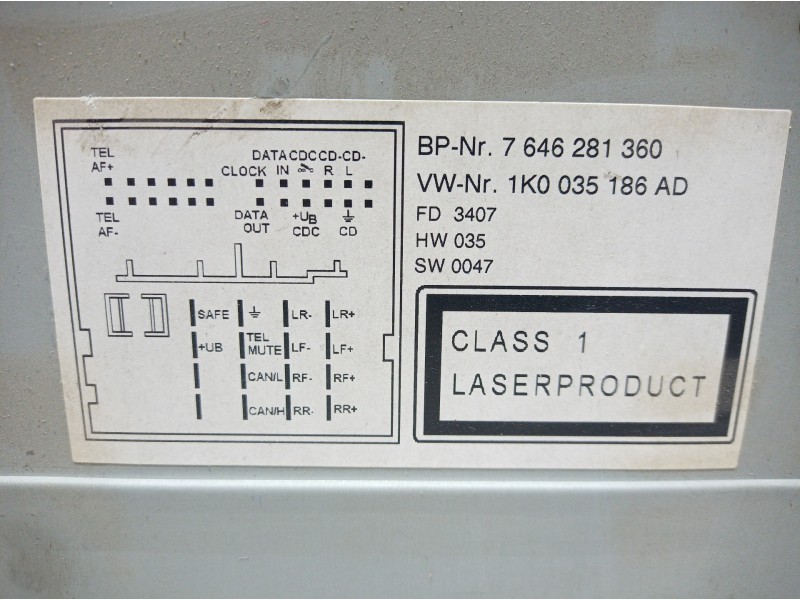 TEL
AF+
DATA CDC CD- CD-
CLOCK IN R L
TEL
AF-
DATA
OUT
+UB
CDC
CD
SAFE LR- LR+
+UB TEL
MUTE LF- LF+
CAN/L RF- RF+
CAN/H RR- RR+
BP-Nr. 7 646 281 360
VW-Nr. 1K0 035 186 AD
FD 3407
HW 035
SW 0047
CLASS 1
LASERPRODUCT